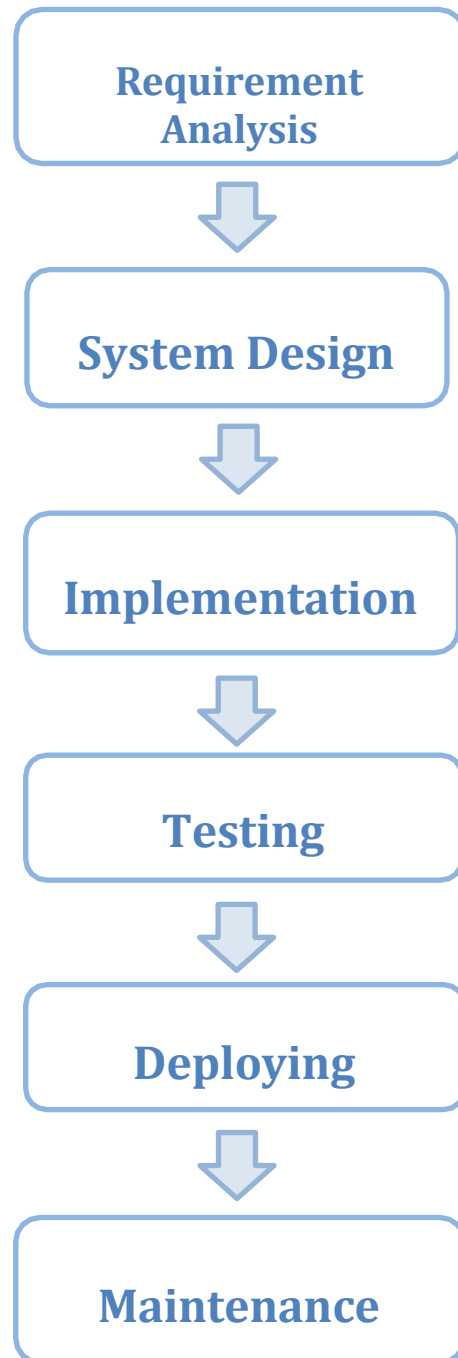 Requirement
Analysis
System Design
Implementation
Testing
Deploying
Maintenance